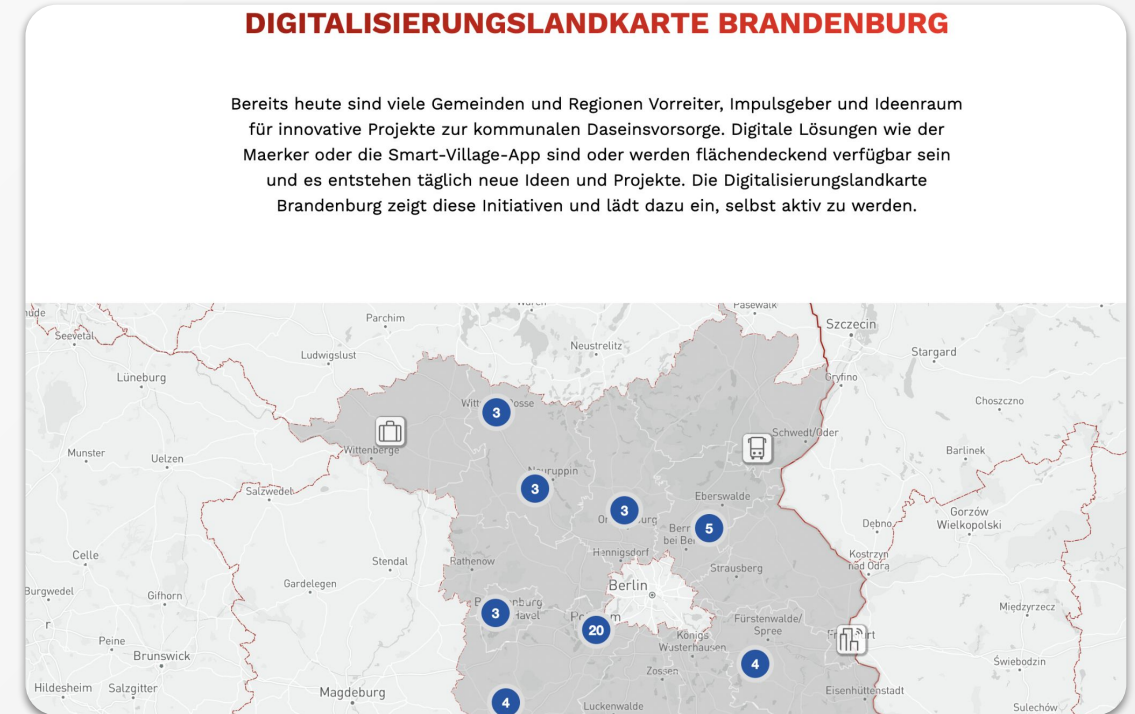 DIGITALISIERUNGSLANDKARTE BRANDENBURG
Bereits heute sind viele Gemeinden und Regionen Vorreiter, Impulsgeber und Ideenraum
für innovative Projekte zur kommunalen Daseinsvorsorge. Digitale Lösungen wie der
Maerker oder die Smart-Village-App sind oder werden flächendeckend verfügbar sein
und es entstehen täglich neue Ideen und Projekte. Die Digitalisierungslandkarte
Brandenburg zeigt diese Initiativen und lädt dazu ein, selbst aktiv zu werden.
Pasewalk
Parchim
Szczecin
Seevetal
Neustrelitz
Ludwigslust
Stargard
Lüneburg
Gryfino
Choszczno
3
Schwedt/Oder
Wittenberge
Munster
Uelzen
Barlinek
Neuruppin
Salzwedel
3
Eberswalde
3
Gorzów
Wielkopolski
Dębno
5
Celle
Stendal
Rathenow
Hennigsdorf
Strausberg
Kostrzyn
nad Odrą
Gardelegen
Berlin
Burgwedel
Gifhorn
Międzyrzecz
3
Fürstenwalde/
Spree
20
Peine
Königs
Wusterhausen
Brunswick
4
Zossen
Świebodzin
Hildesheim
Salzgitter
Magdeburg
Eisenhüttenstadt
4
Luckenwalde
Sulechów